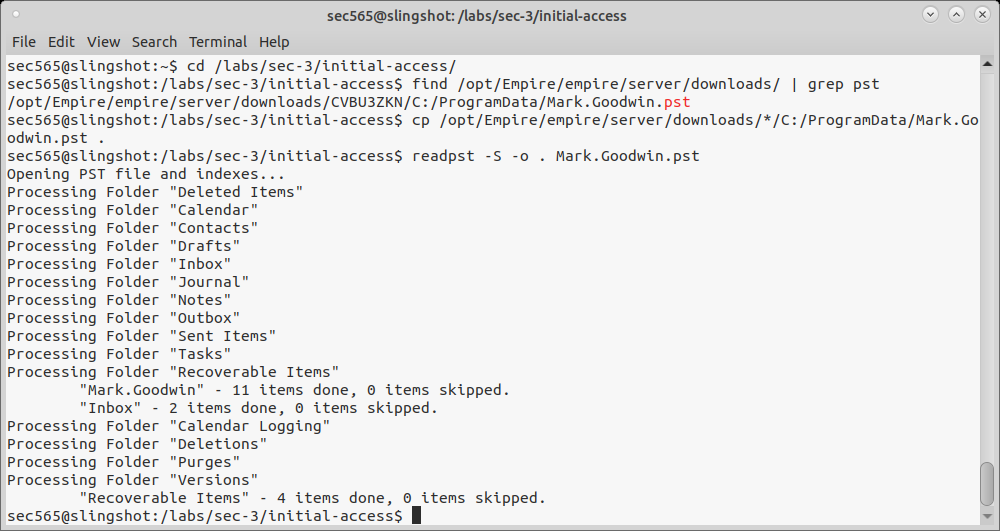 sec565@slingshot: /labs/sec-3/initial-access
File Edit View Search Terminal Help
sec565@slingshot:~$ cd /labs/sec-3/initial-access/
sec565@slingshot:/labs/sec-3/initial-access$ find /opt/Empire/empire/server/downloads/ | grep pst
/opt/Empire/empire/server/downloads/CVBU3ZKN/C:/ProgramData/Mark.Goodwin.pst
sec565@slingshot:/labs/sec-3/initial-access$ cp /opt/Empire/empire/server/downloads/*/C:/ProgramData/Mark.Go
odwin.pst .
sec565@slingshot:/labs/sec-3/initial-access$ readpst -S -o . Mark.Goodwin.pst
Opening PST file and indexes...
Processing Folder "Deleted Items"
Processing Folder "Calendar"
Processing Folder "Contacts"
Processing Folder "Drafts"
Processing Folder "Inbox"
Processing Folder "Journal"
Processing Folder "Notes"
Processing Folder "Outbox"
Processing Folder "Sent Items"
Processing Folder "Tasks"
Processing Folder "Recoverable Items"
        "Mark.Goodwin" - 11 items done, 0 items skipped.
        "Inbox" - 2 items done, 0 items skipped.
Processing Folder "Calendar Logging"
Processing Folder "Deletions"
Processing Folder "Purges"
Processing Folder "Versions"
        "Recoverable Items" - 4 items done, 0 items skipped.
sec565@slingshot:/labs/sec-3/initial-access$